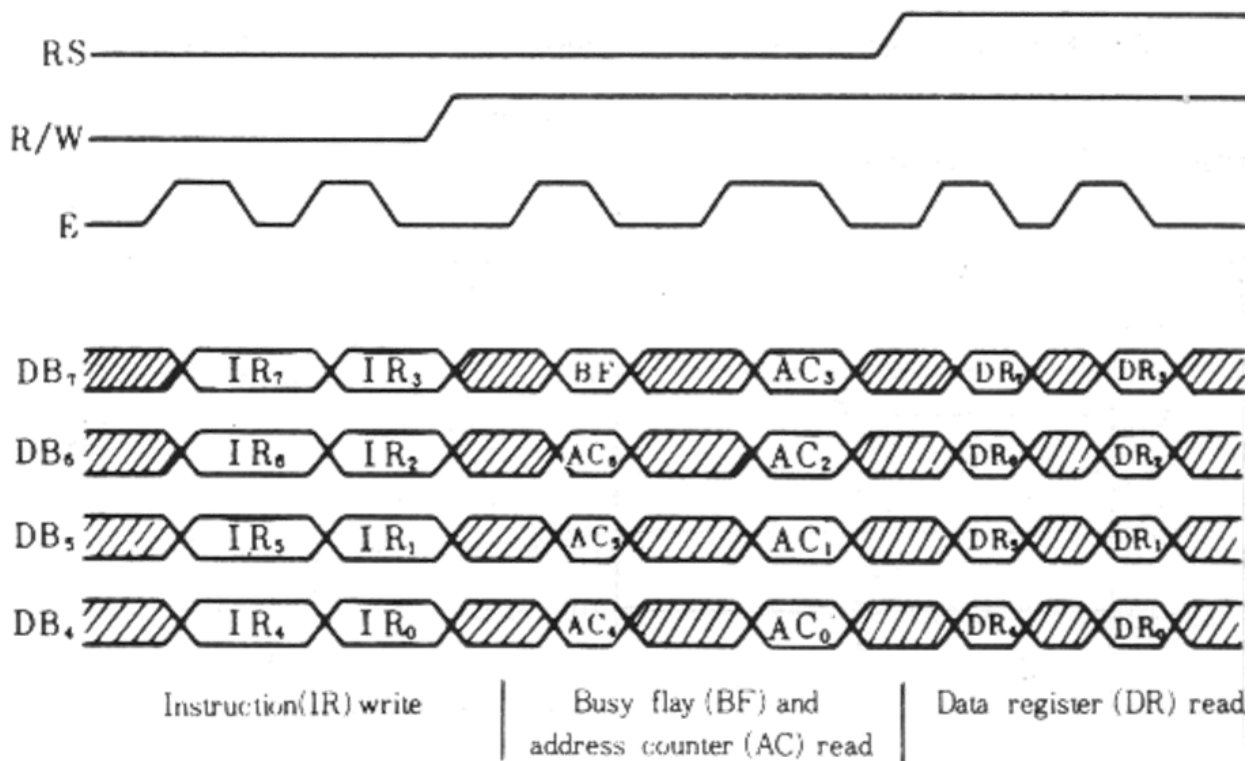 RS
R/W
E
DB₇ IR₇ IR₃ BF AC₃ DR₇ DR₃
DB₆ IR₆ IR₂ AC₆ AC₂ DR₆ DR₂
DB₅ IR₅ IR₁ AC₅ AC₁ DR₅ DR₁
DB₄ IR₄ IR₀ AC₄ AC₀ DR₄ DR₀
Instruction(IR) write Busy flay (BF) and Data register (DR) read
address counter (AC) read